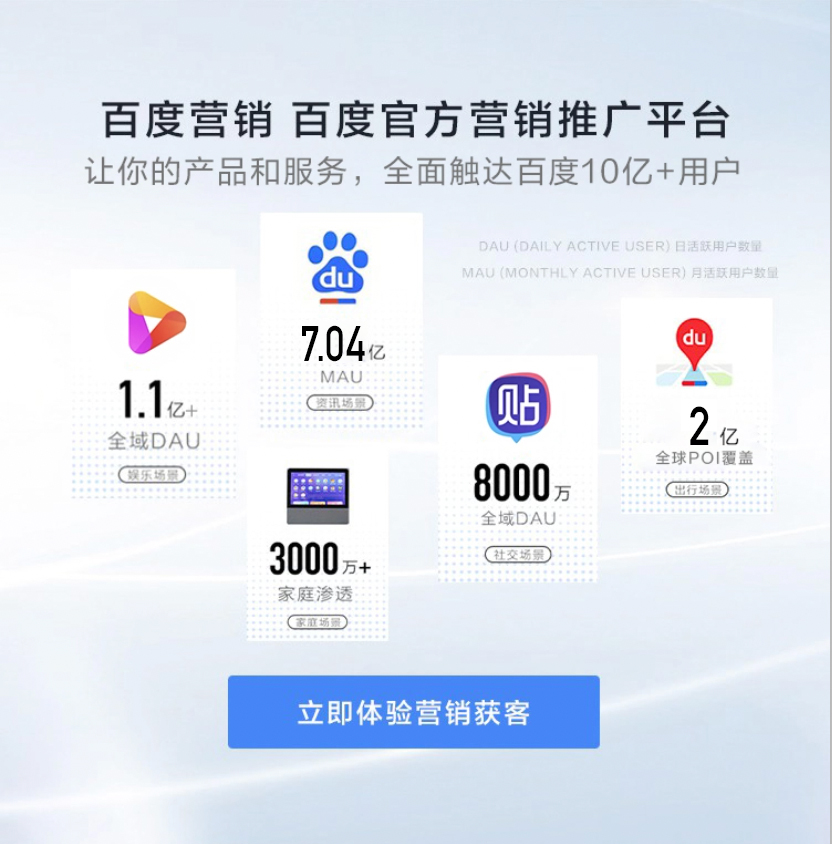 百度营销 百度官方营销推广平台
让你的产品和服务，全面触达百度10亿+用户
DAU (DAILY ACTIVE USER) 日活跃用户数量
MAU (MONTHLY ACTIVE USER) 月活跃用户数量
1.1亿+
全域DAU
娱乐场景
du
7.04亿
MAU
资讯场景
3000万+
家庭渗透
家庭场景
贴
8000万
全域DAU
社交场景
du
2亿
全球POI覆盖
出行场景
立即体验营销获客